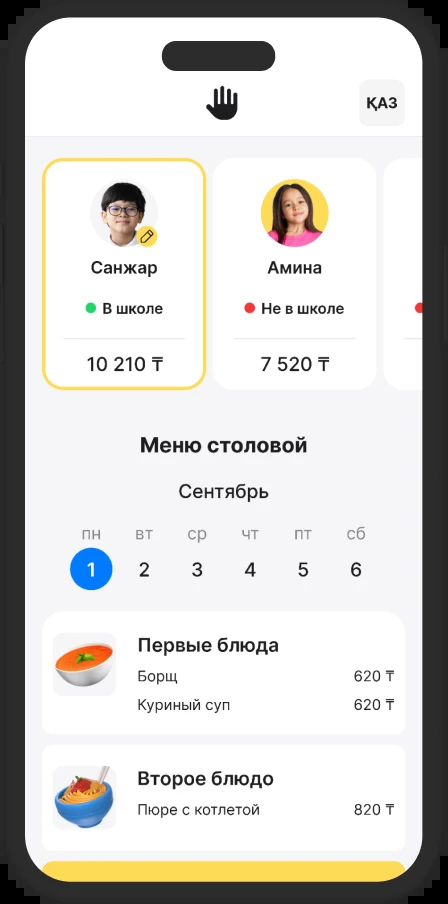 ҚАЗ
Санжар
Амина
В школе
Не в школе
10 210 ₸
7 520 ₸
Меню столовой
Сентябрь
пн вт ср чт пт сб
1 2 3 4 5 6
Первые блюда
Борщ 620 ₸
Куриный суп 620 ₸
Второе блюдо
Пюре с котлетой 820 ₸